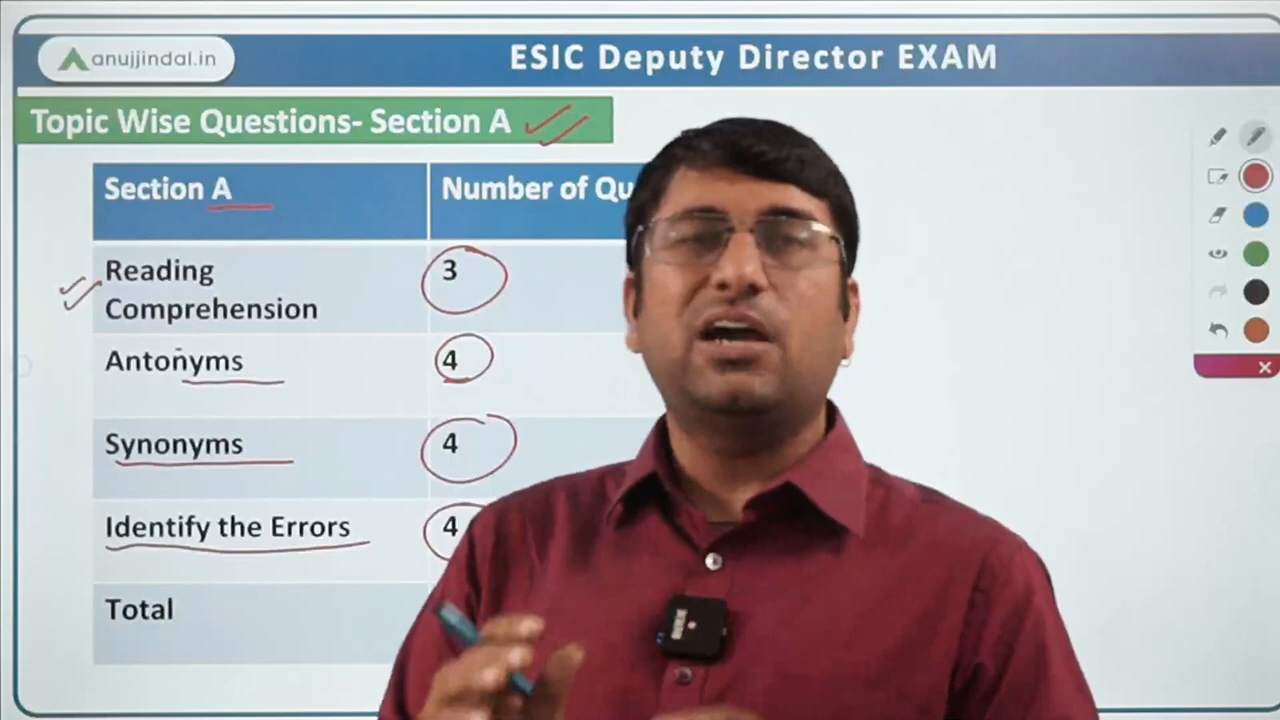 anujjindal.in
ESIC Deputy Director EXAM
Topic Wise Questions- Section A
Section A
Number of Qu
Reading
Comprehension
3
Antonyms
4
Synonyms
4
Identify the Errors
4
Total